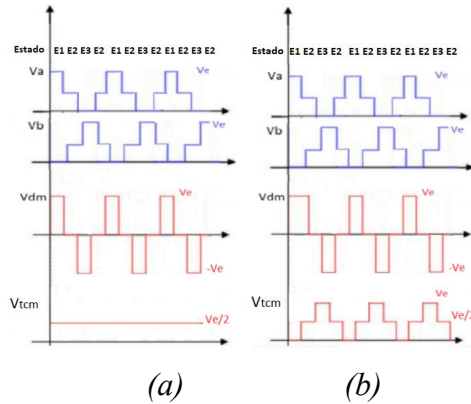 Estado E1 E2 E3 E2 E1 E2 E3 E2 E1 E2 E3 E2
Va Ve
Vb Ve
Vdm Ve
-Ve
Vtcm Ve/2
(a)
Estado E1 E2 E3 E2 E1 E2 E3 E2 E1 E2 E3 E2
Va Ve
Vb Ve
Vdm Ve
-Ve
Ve
Vtcm Ve/2
(b)